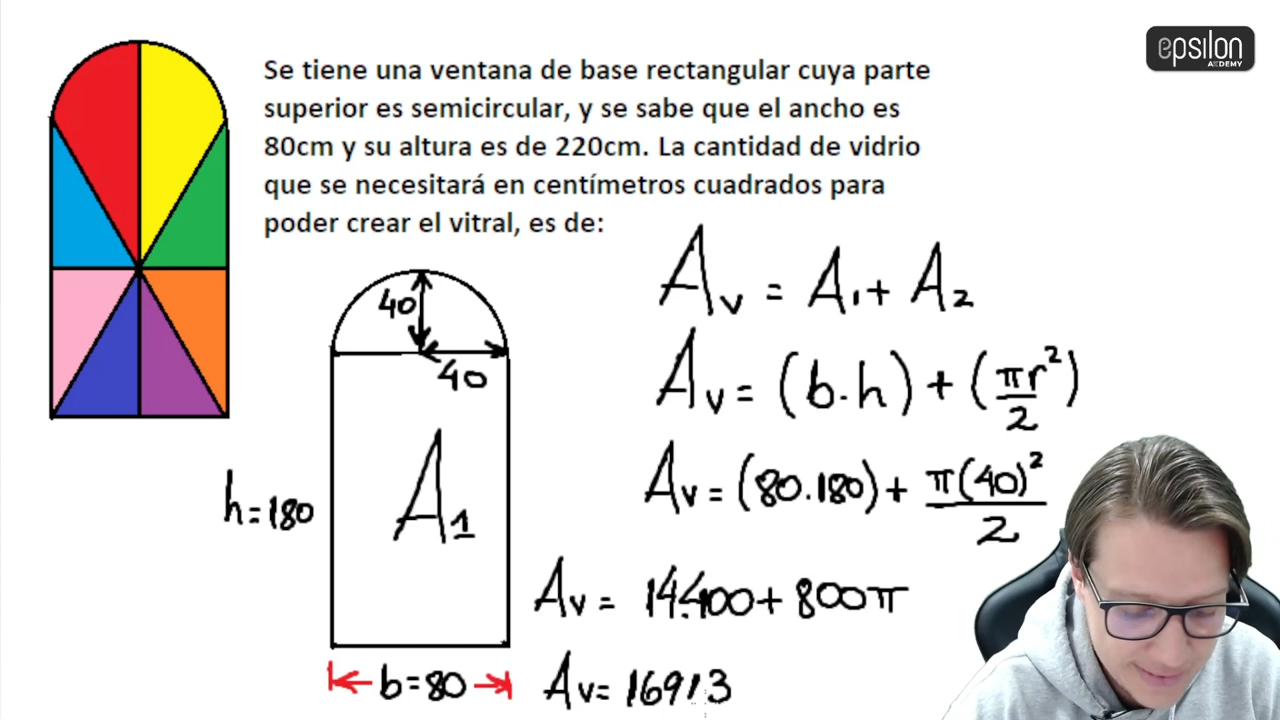 epsilon
AKDEMY
Se tiene una ventana de base rectangular cuya parte
superior es semicircular, y se sabe que el ancho es
80cm y su altura es de 220cm. La cantidad de vidrio
que se necesitará en centímetros cuadrados para
poder crear el vitral, es de:
Av = A1 + A2
40
40
Av = (b.h) + (πr²/2)
h=180
A1
Av = (80.180) + π(40)²/2
Av = 14.400 + 800π
b=80
Av = 16913